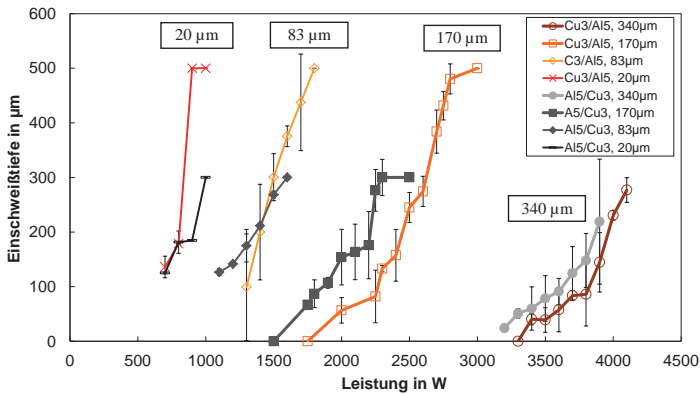 20 µm
83 µm
170 µm
340 µm
Cu3/Al5, 340µm
Cu3/Al5, 170µm
C3/Al5, 83µm
Cu3/Al5, 20µm
Al5/Cu3, 340µm
A5/Cu3, 170µm
Al5/Cu3, 83µm
Al5/Cu3, 20µm
Einschweißtiefe in µm
600
500
400
300
200
100
0
0 500 1000 1500 2000 2500 3000 3500 4000 4500
Leistung in W